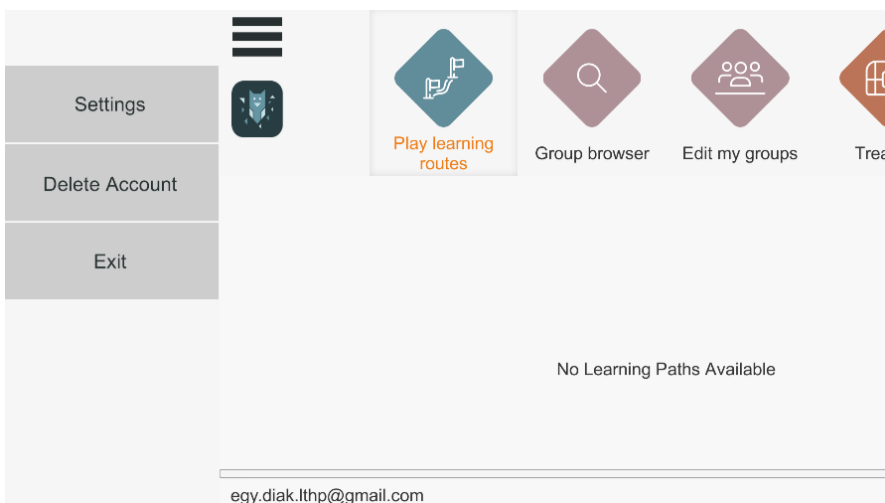 Settings
Delete Account
Exit
Play learning
routes
Group browser
Edit my groups
No Learning Paths Available
egy.diak.lthp@gmail.com